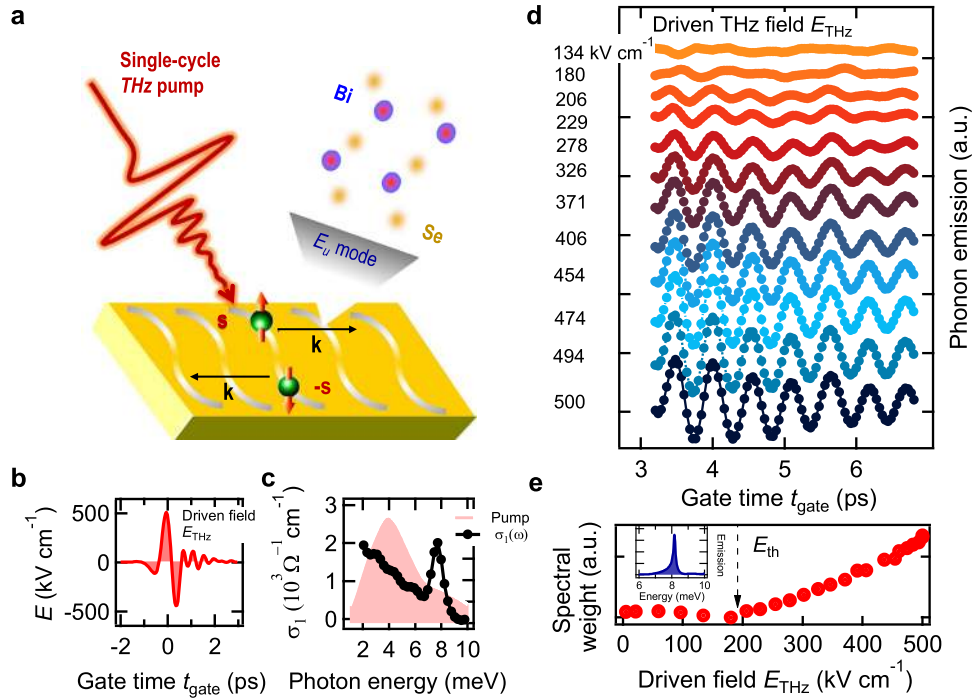 a
Single-cycle
THz pump
Bi
Se
E_u mode
s
k
k
-s
b
500
0
-500
E (kV cm⁻¹)
Driven field
E_THz
-2
0
2
Gate time t_gate (ps)
c
3
2
1
0
σ₁ (10³ Ω⁻¹ cm⁻¹)
Pump
σ₁(ω)
2
4
6
8
10
Photon energy (meV)
d
Driven THz field E_THz
134 kV cm⁻¹
180
206
229
278
326
371
406
454
474
494
500
Phonon emission (a.u.)
3
4
5
6
Gate time t_gate (ps)
e
Spectral
weight (a.u.)
Emission
6
8
10
Energy (meV)
E_th
0
100
200
300
400
500
Driven field E_THz (kV cm⁻¹)